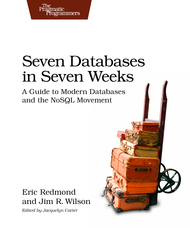 The
Pragmatic
Programmers
Seven Databases
in Seven Weeks
A Guide to Modern Databases
and the NoSQL Movement
Eric Redmond
and Jim R. Wilson
Edited by Jacquelyn Carter